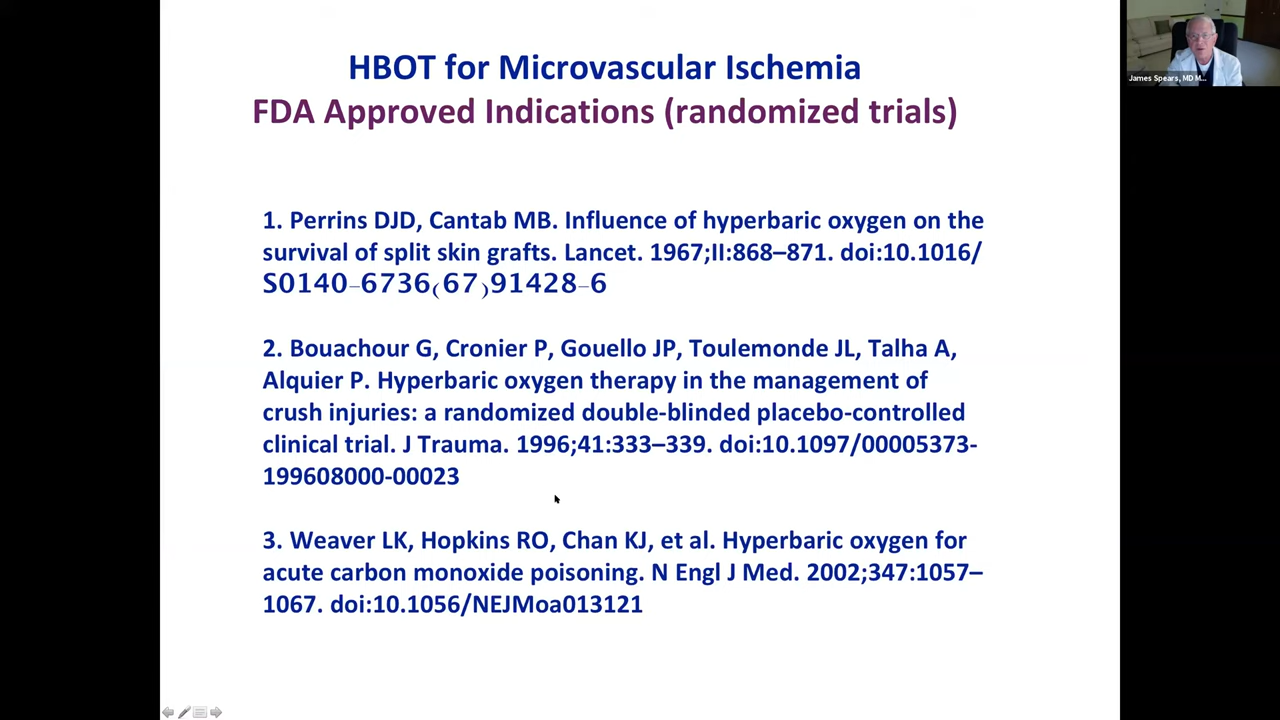 HBOT for Microvascular Ischemia
FDA Approved Indications (randomized trials)
1. Perrins DJD, Cantab MB. Influence of hyperbaric oxygen on the
survival of split skin grafts. Lancet. 1967;II:868–871. doi:10.1016/
S0140-6736(67)91428-6
2. Bouachour G, Cronier P, Gouello JP, Toulemonde JL, Talha A,
Alquier P. Hyperbaric oxygen therapy in the management of
crush injuries: a randomized double-blinded placebo-controlled
clinical trial. J Trauma. 1996;41:333–339. doi:10.1097/00005373-
199608000-00023
3. Weaver LK, Hopkins RO, Chan KJ, et al. Hyperbaric oxygen for
acute carbon monoxide poisoning. N Engl J Med. 2002;347:1057–
1067. doi:10.1056/NEJMoa013121
James Spears, MD M...